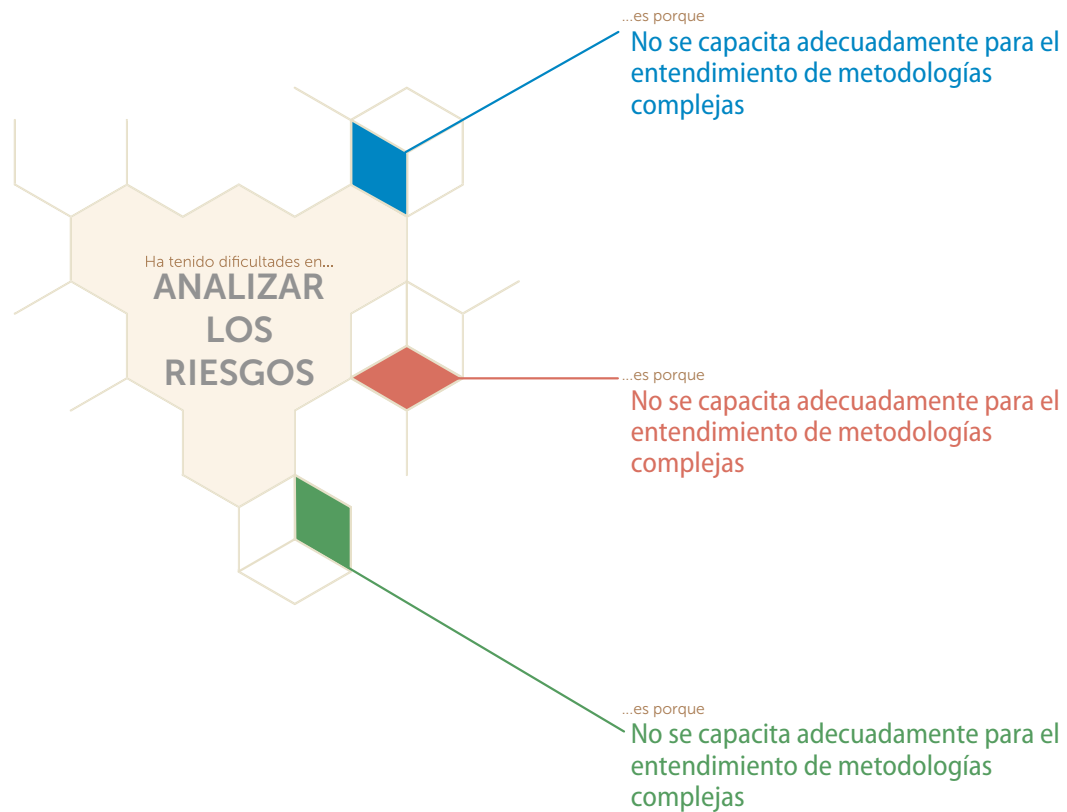 ...es porque
No se capacita adecuadamente para el
entendimiento de metodologías
complejas
Ha tenido dificultades en...
ANALIZAR
LOS
RIESGOS
...es porque
No se capacita adecuadamente para el
entendimiento de metodologías
complejas
...es porque
No se capacita adecuadamente para el
entendimiento de metodologías
complejas